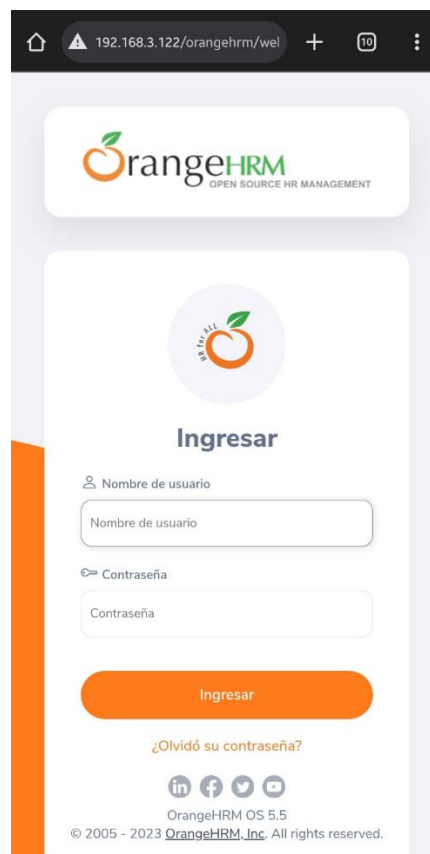 192.168.3.122/orangehrm/wel
10
OrangeHRM
OPEN SOURCE HR MANAGEMENT
HR for ALL
Ingresar
Nombre de usuario
Nombre de usuario
Contraseña
Contraseña
Ingresar
¿Olvidó su contraseña?
OrangeHRM OS 5.5
© 2005 - 2023 OrangeHRM, Inc. All rights reserved.